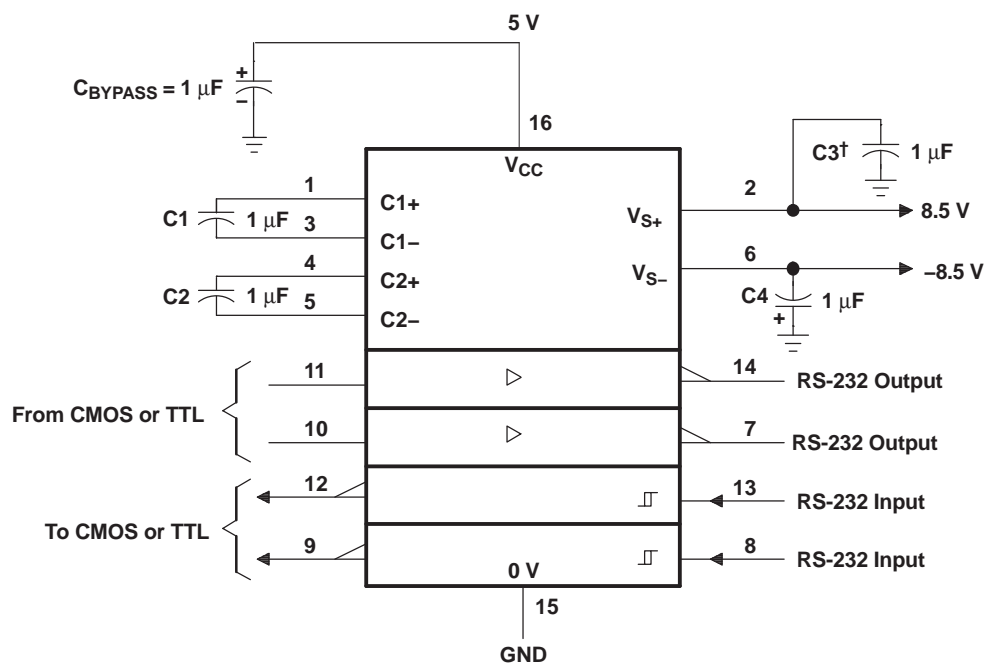 5 V
CBYPASS = 1 μF
+
−
16
VCC
C3† 1 μF
1
C1+
2
VS+
8.5 V
C1 1 μF
3
C1−
4
C2+
6
VS−
−8.5 V
C2 1 μF
5
C2−
C4 1 μF
+
11
14
RS-232 Output
From CMOS or TTL
10
7
RS-232 Output
12
13
RS-232 Input
To CMOS or TTL
9
8
RS-232 Input
0 V
15
GND